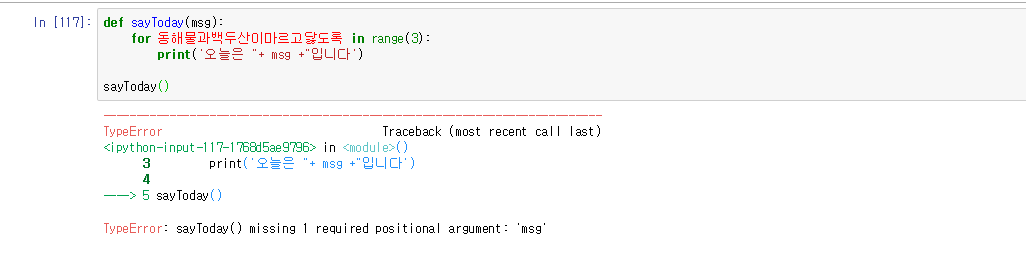 In [117]: def sayToday(msg):
for 동해물과백두산이마르고닳도록 in range(3):
print('오늘은 "+ msg +"입니다')
sayToday()
---------------------------------------------------------------------------
TypeError Traceback (most recent call last)
<ipython-input-117-1768d5ae9796> in <module>()
3 print('오늘은 "+ msg +"입니다')
4
----> 5 sayToday()
TypeError: sayToday() missing 1 required positional argument: 'msg'